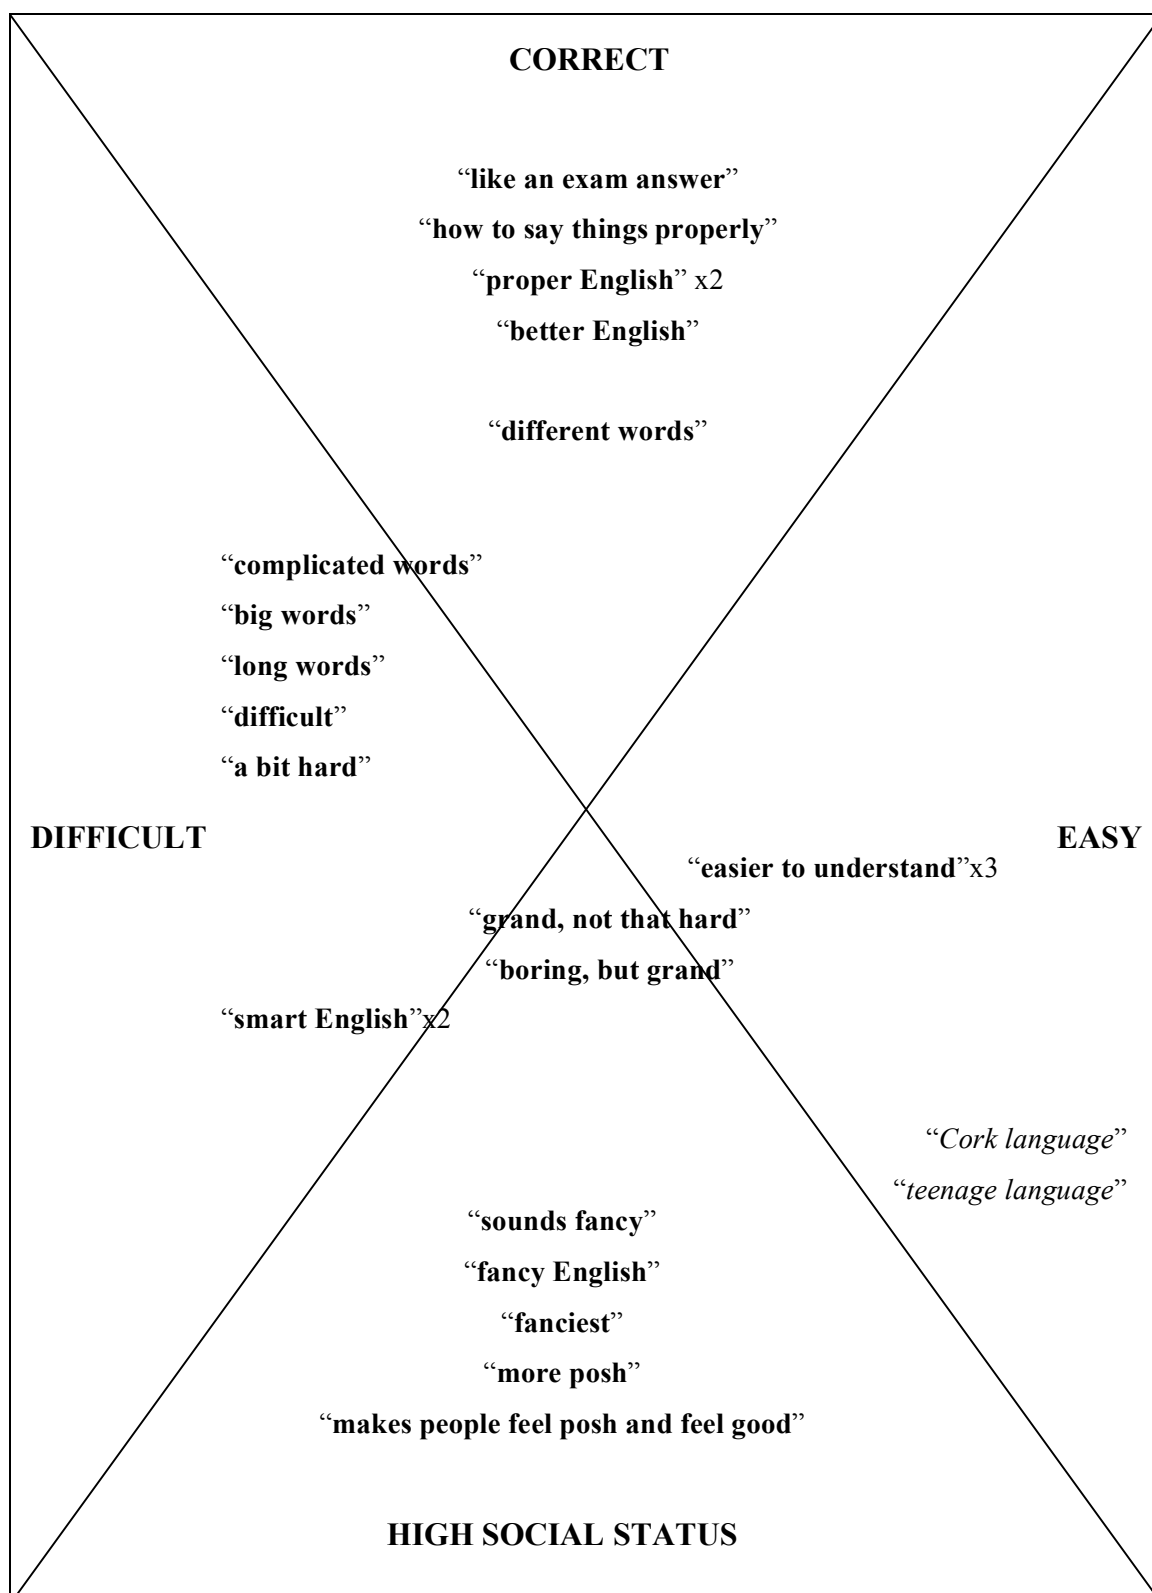 CORRECT
“like an exam answer”
“how to say things properly”
“proper English” x2
“better English”
“different words”
“complicated words”
“big words”
“long words”
“difficult”
“a bit hard”
DIFFICULT
EASY
“easier to understand”x3
“grand, not that hard”
“boring, but grand”
“smart English”x2
“Cork language”
“teenage language”
“sounds fancy”
“fancy English”
“fanciest”
“more posh”
“makes people feel posh and feel good”
HIGH SOCIAL STATUS